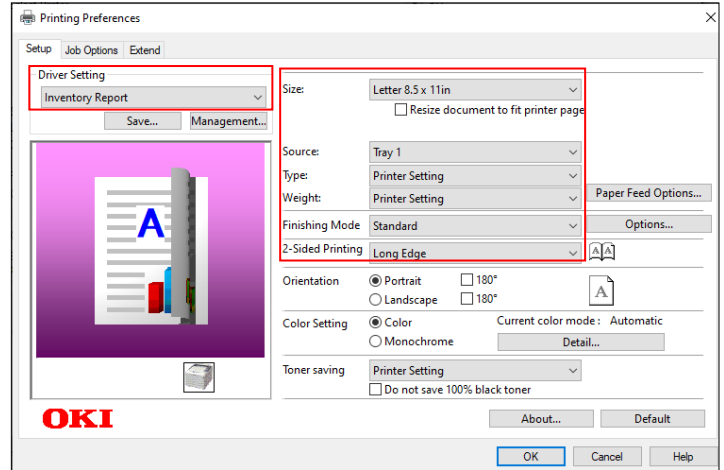 Printing Preferences
Setup Job Options Extend
Driver Setting
Inventory Report
Save... Management...
A
Size: Letter 8.5 x 11in
Resize document to fit printer page
Source: Tray 1
Type: Printer Setting
Weight: Printer Setting Paper Feed Options...
Finishing Mode Standard Options...
2-Sided Printing Long Edge A A
Orientation Portrait 180°
Landscape 180°
A
Color Setting Color Current color mode : Automatic
Monochrome Detail...
Toner saving Printer Setting
Do not save 100% black toner
OKI About... Default
OK Cancel Help